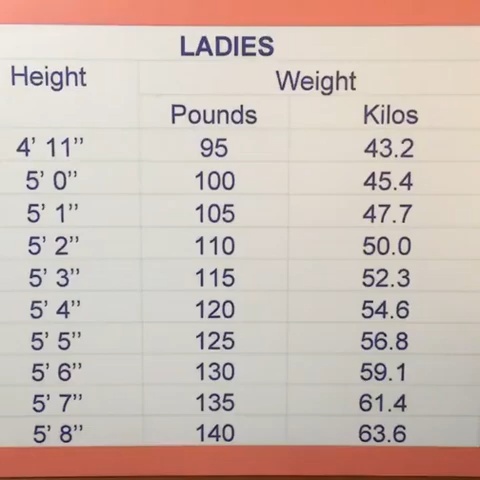 LADIES
Height Weight
Pounds Kilos
4’ 11’’ 95 43.2
5’ 0’’ 100 45.4
5’ 1’’ 105 47.7
5’ 2’’ 110 50.0
5’ 3’’ 115 52.3
5’ 4’’ 120 54.6
5’ 5’’ 125 56.8
5’ 6’’ 130 59.1
5’ 7’’ 135 61.4
5’ 8’’ 140 63.6